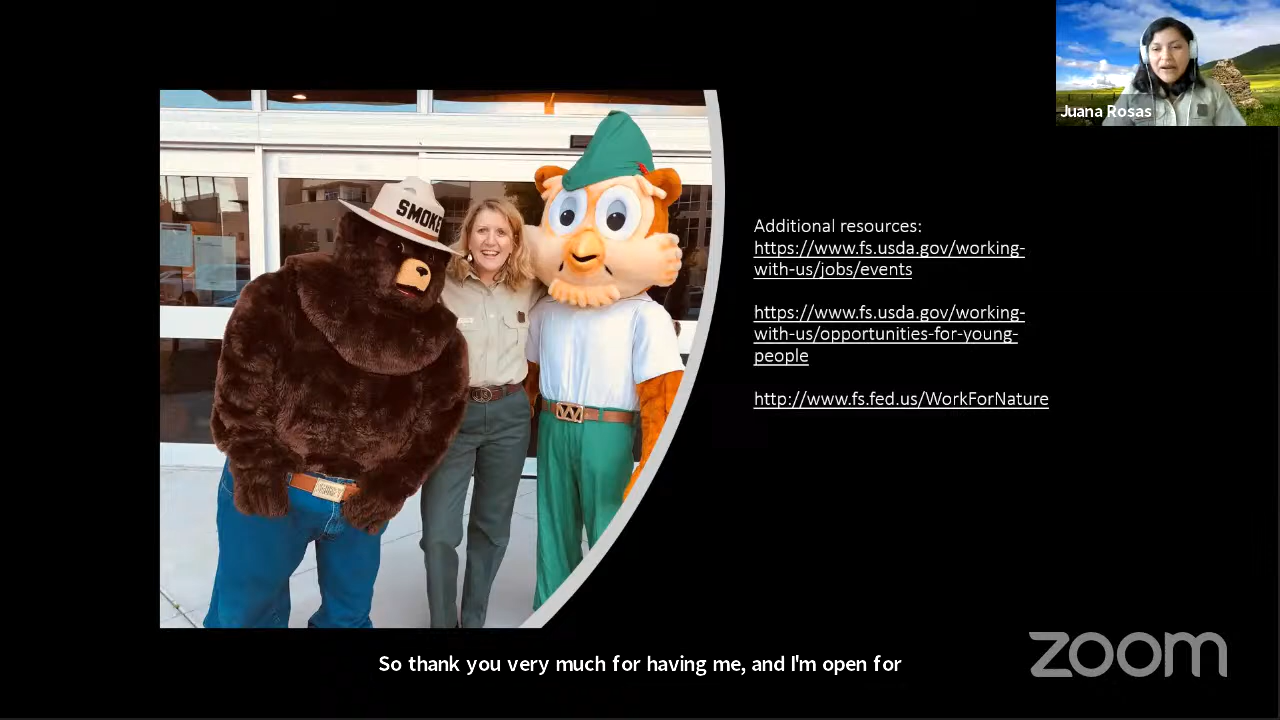 Juana Rosas
SMOKE
Additional resources:
https://www.fs.usda.gov/working-
with-us/jobs/events
https://www.fs.usda.gov/working-
with-us/opportunities-for-young-
people
http://www.fs.fed.us/WorkForNature
So thank you very much for having me, and I'm open for
zoom